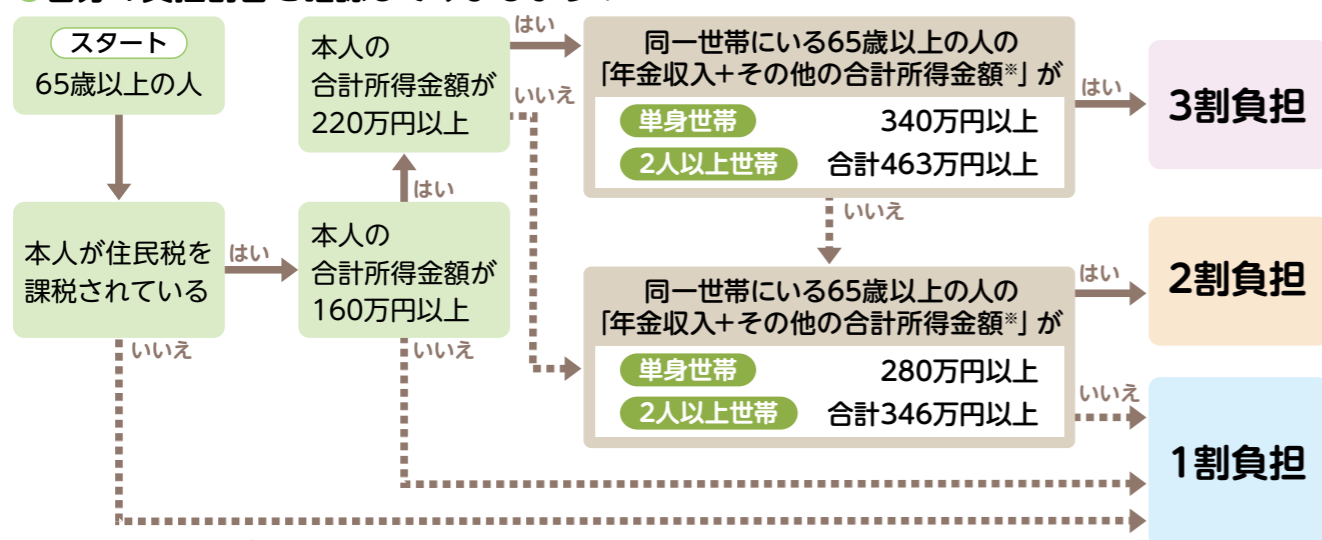 スタート
65歳以上の人
本人が住民税を
課税されている
はい
いいえ
本人の
合計所得金額が
160万円以上
はい
いいえ
本人の
合計所得金額が
220万円以上
はい
いいえ
同一世帯にいる65歳以上の人の
「年金収入+その他の合計所得金額※」が
単身世帯 340万円以上
2人以上世帯 合計463万円以上
はい
いいえ
3割負担
同一世帯にいる65歳以上の人の
「年金収入+その他の合計所得金額※」が
単身世帯 280万円以上
2人以上世帯 合計346万円以上
はい
いいえ
2割負担
1割負担